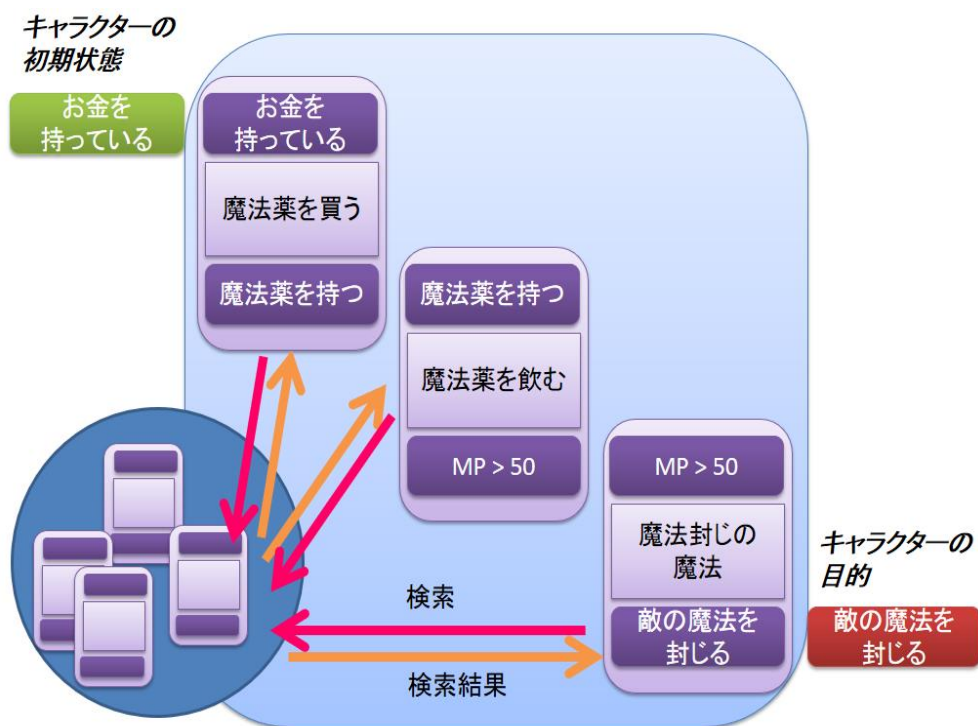 キャラクターの
初期状態
お金を
持っている
お金を
持っている
魔法薬を買う
魔法薬を持つ
魔法薬を持つ
魔法薬を飲む
MP > 50
MP > 50
魔法封じの
魔法
敵の魔法を
封じる
キャラクターの
目的
敵の魔法を
封じる
検索
検索結果